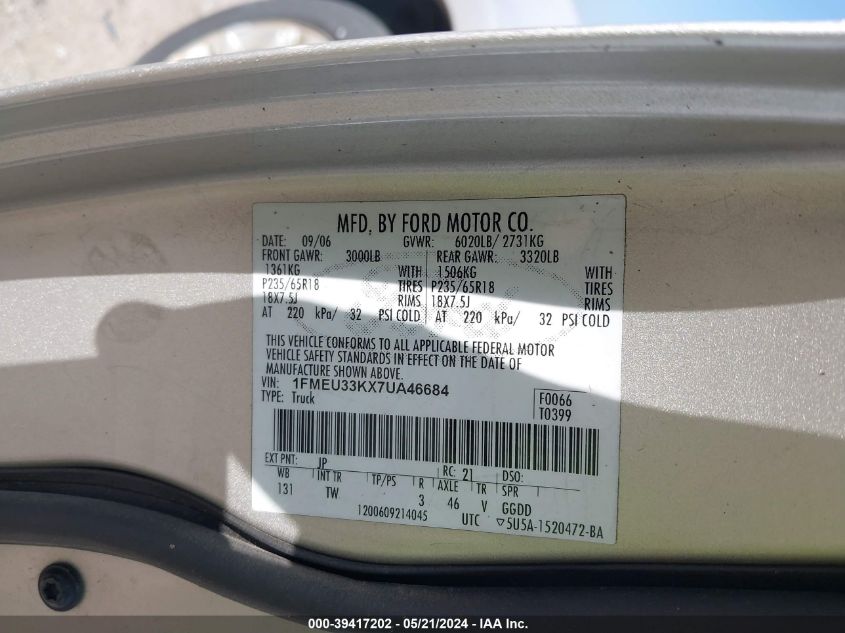 MFD. BY FORD MOTOR CO.
DATE: 09/06 GVWR: 6020LB/ 2731KG
FRONT GAWR: 3000LB REAR GAWR: 3320LB
1361KG WITH 1506KG WITH
P235/65R18 TIRES P235/65R18 TIRES
18X7.5J RIMS 18X7.5J RIMS
AT 220 kPa/ 32 PSI COLD AT 220 kPa/ 32 PSI COLD
THIS VEHICLE CONFORMS TO ALL APPLICABLE FEDERAL MOTOR
VEHICLE SAFETY STANDARDS IN EFFECT ON THE DATE OF
MANUFACTURE SHOWN ABOVE.
VIN: 1FMEU33KX7UA46684
TYPE: Truck
F0066
T0399
EXT PNT: JP RC: 21 DSO:
WB INT TR TP/PS R AXLE TR SPR
131 TW 3 46 V GGDD
1200609214045 UTC ▽5U5A-1520472-BA
000-39417202 - 05/21/2024 - IAA Inc.